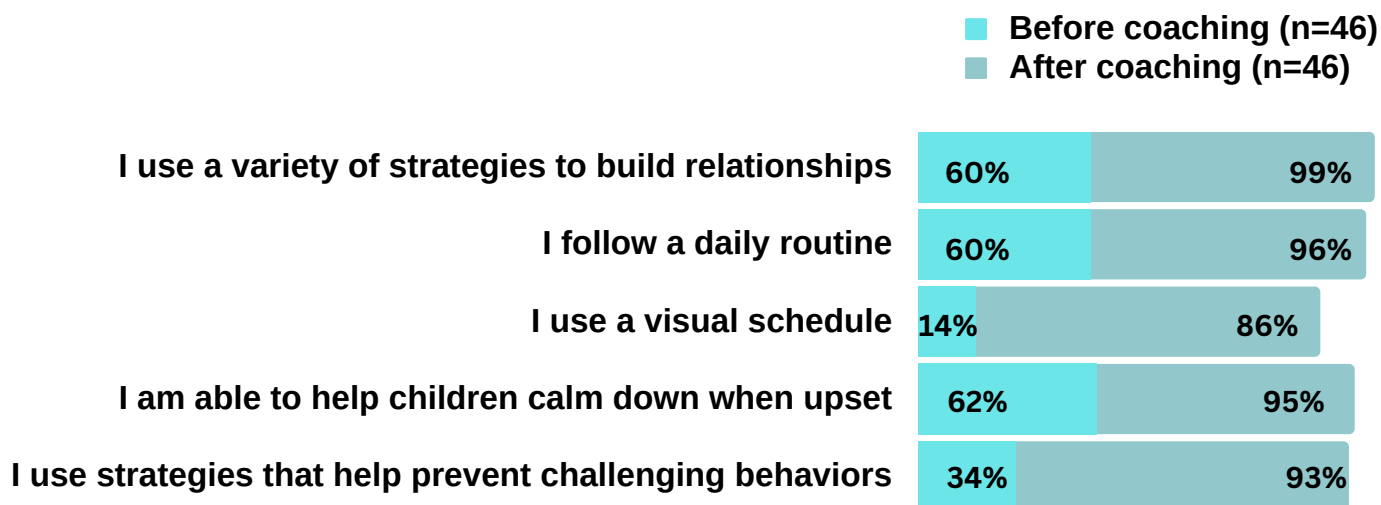 Before coaching (n=46)
After coaching (n=46)
I use a variety of strategies to build relationships 60% 99%
I follow a daily routine 60% 96%
I use a visual schedule 14% 86%
I am able to help children calm down when upset 62% 95%
I use strategies that help prevent challenging behaviors 34% 93%